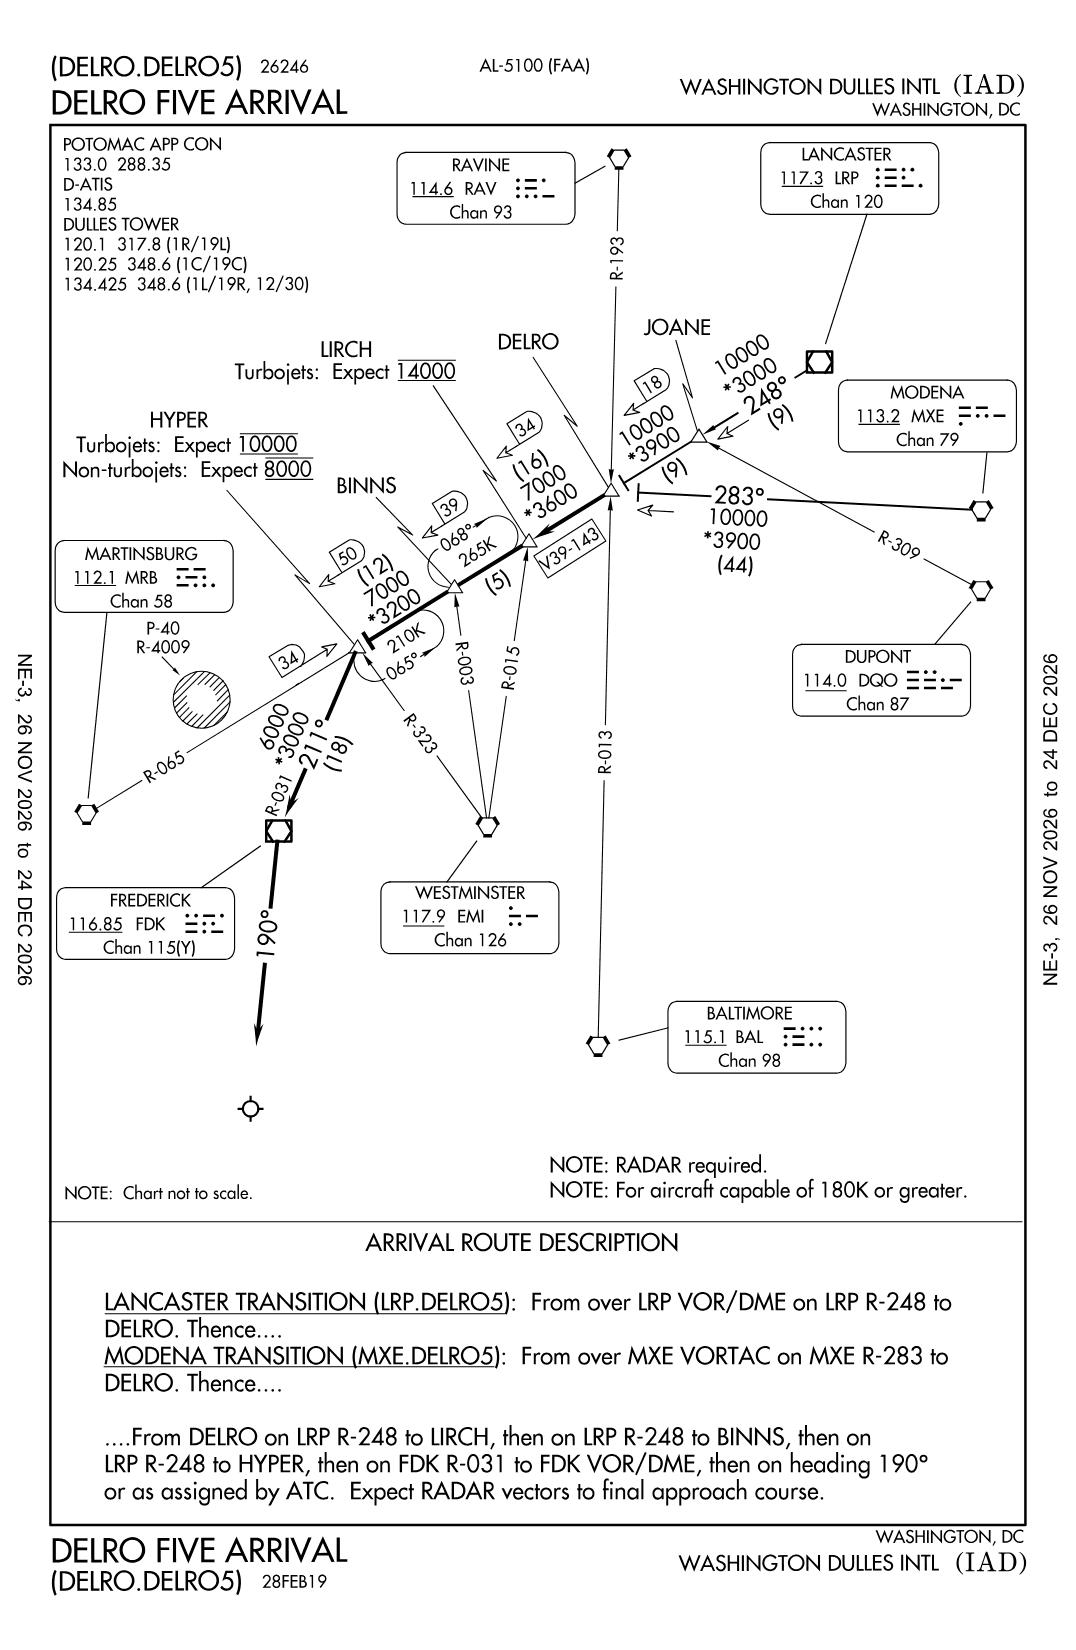 (DELRO.DELRO5) 26246
AL-5100 (FAA)
DELRO FIVE ARRIVAL
WASHINGTON DULLES INTL (IAD)
WASHINGTON, DC
POTOMAC APP CON
133.0 288.35
D-ATIS
134.85
DULLES TOWER
120.1 317.8 (1R/19L)
120.25 348.6 (1C/19C)
134.425 348.6 (1L/19R, 12/30)
RAVINE
114.6 RAV
Chan 93
LANCASTER
117.3 LRP
Chan 120
R-193
JOANE
DELRO
LIRCH
Turbojets: Expect 14000
10000
*3000
248°
(9)
18
10000
*3900
(9)
MODENA
113.2 MXE
Chan 79
HYPER
Turbojets: Expect 10000
Non-turbojets: Expect 8000
34
(16)
7000
*3600
BINNS
283°
10000
*3900
(44)
39
068°
265K
(5)
V39-143
R-309
MARTINSBURG
112.1 MRB
Chan 58
50
(12)
7000
*3200
210K
065°
P-40
R-4009
34
R-003
R-015
DUPONT
114.0 DQO
Chan 87
R-065
6000
*3000
211°
(18)
R-031
R-323
R-013
FREDERICK
116.85 FDK
Chan 115(Y)
190°
WESTMINSTER
117.9 EMI
Chan 126
BALTIMORE
115.1 BAL
Chan 98
NE-3, 26 NOV 2026 to 24 DEC 2026
NE-3, 26 NOV 2026 to 24 DEC 2026
NOTE: RADAR required.
NOTE: For aircraft capable of 180K or greater.
NOTE: Chart not to scale.
ARRIVAL ROUTE DESCRIPTION
LANCASTER TRANSITION (LRP.DELRO5): From over LRP VOR/DME on LRP R-248 to
DELRO. Thence....
MODENA TRANSITION (MXE.DELRO5): From over MXE VORTAC on MXE R-283 to
DELRO. Thence....
....From DELRO on LRP R-248 to LIRCH, then on LRP R-248 to BINNS, then on
LRP R-248 to HYPER, then on FDK R-031 to FDK VOR/DME, then on heading 190°
or as assigned by ATC. Expect RADAR vectors to final approach course.
DELRO FIVE ARRIVAL
(DELRO.DELRO5) 28FEB19
WASHINGTON, DC
WASHINGTON DULLES INTL (IAD)